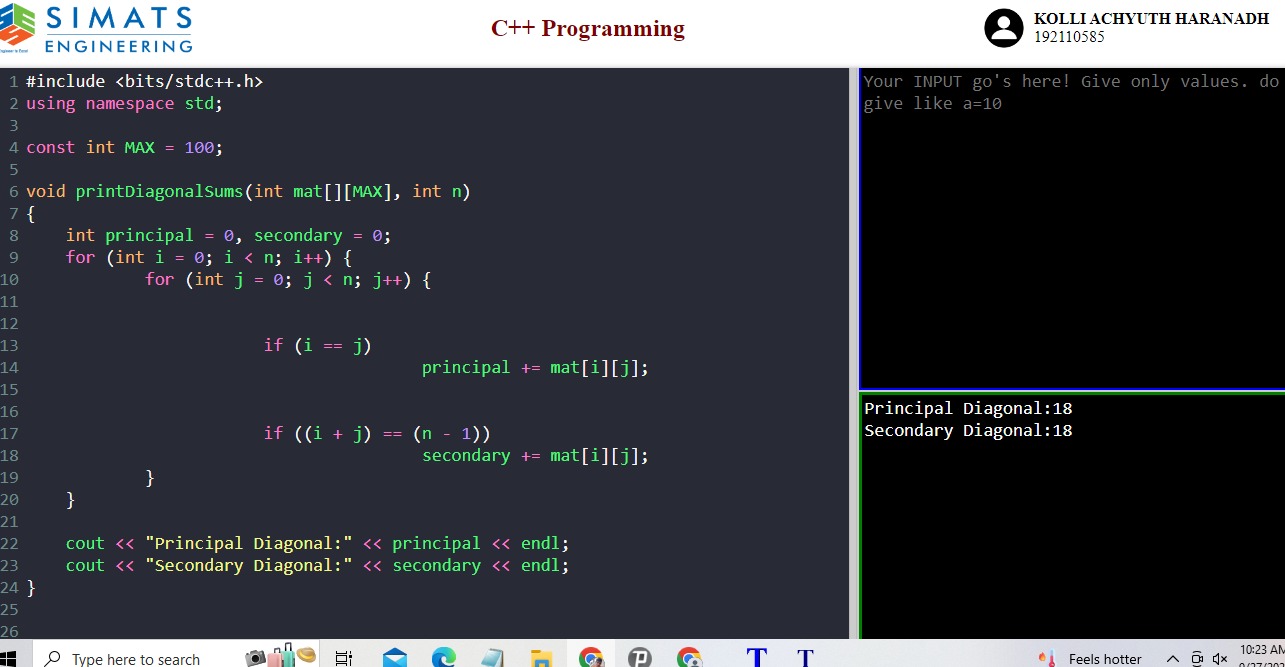 SIMATS
ENGINEERING
C++ Programming
KOLLI ACHYUTH HARANADH
192110585
1 #include <bits/stdc++.h>
2 using namespace std;
3
4 const int MAX = 100;
5
6 void printDiagonalSums(int mat[][MAX], int n)
7 {
8     int principal = 0, secondary = 0;
9     for (int i = 0; i < n; i++) {
10             for (int j = 0; j < n; j++) {
11
12
13                         if (i == j)
14                                         principal += mat[i][j];
15
16
17                         if ((i + j) == (n - 1))
18                                         secondary += mat[i][j];
19             }
20     }
21
22     cout << "Principal Diagonal:" << principal << endl;
23     cout << "Secondary Diagonal:" << secondary << endl;
24 }
25
26
Your INPUT go's here! Give only values. do
give like a=10
Principal Diagonal:18
Secondary Diagonal:18
Type here to search
T
T
Feels hotter
10:23 AM